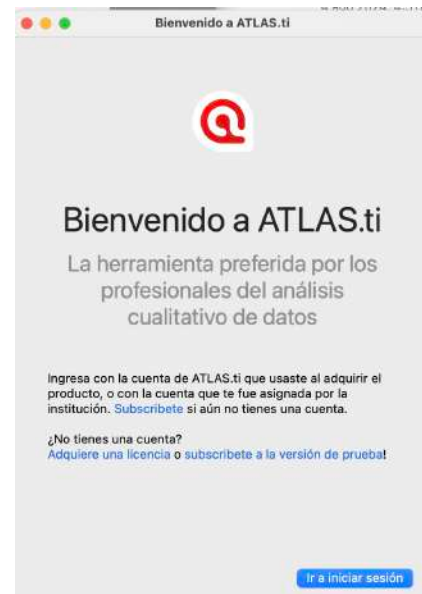 Bienvenido a ATLAS.ti
Bienvenido a ATLAS.ti
La herramienta preferida por los
profesionales del análisis
cualitativo de datos
Ingresa con la cuenta de ATLAS.ti que usaste al adquirir el
producto, o con la cuenta que te fue asignada por la
institución. Subscribete si aún no tienes una cuenta.
¿No tienes una cuenta?
Adquiere una licencia o subscribete a la versión de prueba!
Ir a iniciar sesión